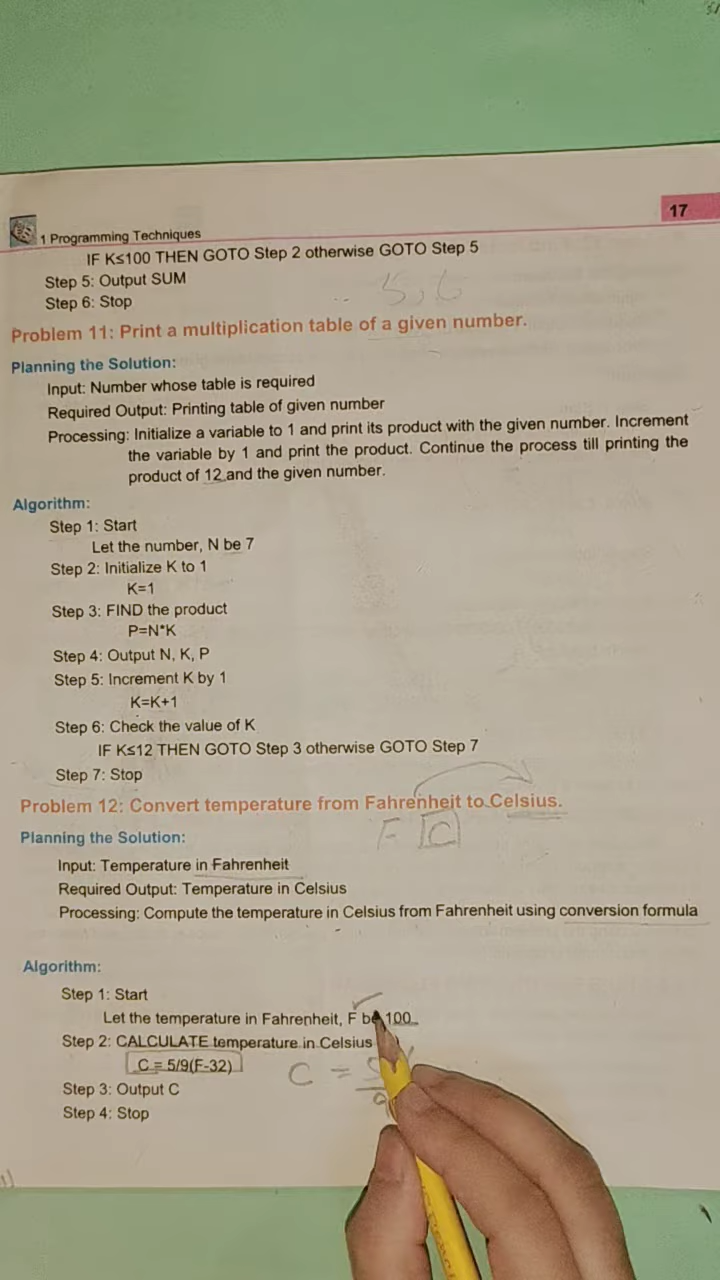 17
1 Programming Techniques
IF K≤100 THEN GOTO Step 2 otherwise GOTO Step 5
Step 5: Output SUM
Step 6: Stop
Problem 11: Print a multiplication table of a given number.
Planning the Solution:
Input: Number whose table is required
Required Output: Printing table of given number
Processing: Initialize a variable to 1 and print its product with the given number. Increment
the variable by 1 and print the product. Continue the process till printing the
product of 12 and the given number.
Algorithm:
Step 1: Start
Let the number, N be 7
Step 2: Initialize K to 1
K=1
Step 3: FIND the product
P=N*K
Step 4: Output N, K, P
Step 5: Increment K by 1
K=K+1
Step 6: Check the value of K
IF K≤12 THEN GOTO Step 3 otherwise GOTO Step 7
Step 7: Stop
Problem 12: Convert temperature from Fahrenheit to Celsius.
F C
Planning the Solution:
Input: Temperature in Fahrenheit
Required Output: Temperature in Celsius
Processing: Compute the temperature in Celsius from Fahrenheit using conversion formula
Algorithm:
Step 1: Start
Let the temperature in Fahrenheit, F be 100
Step 2: CALCULATE temperature in Celsius
C = 5/9(F-32)
C =
Step 3: Output C
Step 4: Stop